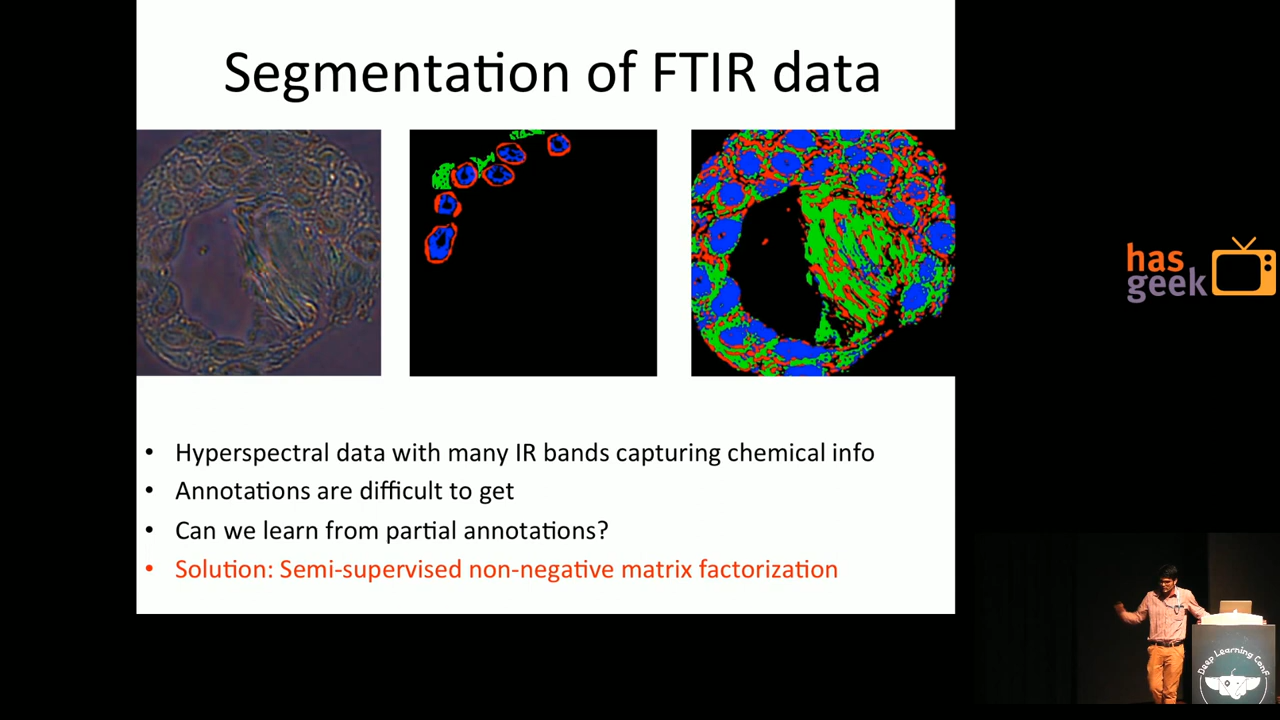 Segmentation of FTIR data
• Hyperspectral data with many IR bands capturing chemical info
• Annotations are difficult to get
• Can we learn from partial annotations?
• Solution: Semi-supervised non-negative matrix factorization
has
geek
Deep Learning Conf